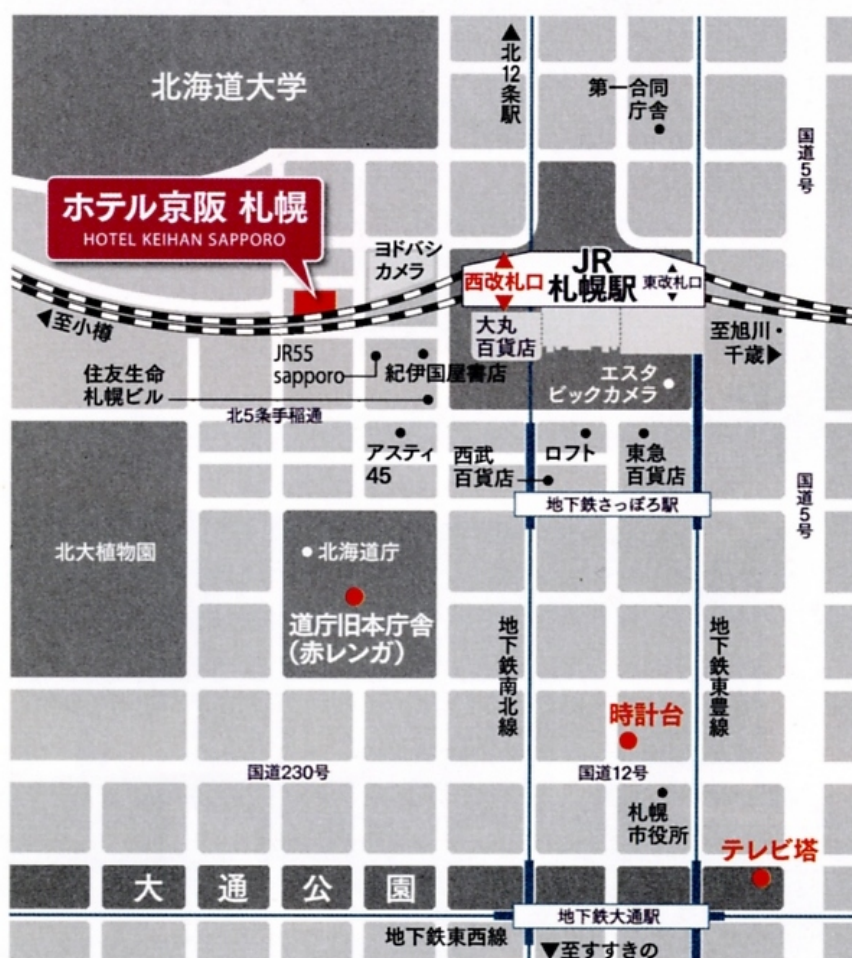 北海道大学
▲北12条駅
第一合同
庁舎
国道5号
ホテル京阪 札幌
HOTEL KEIHAN SAPPORO
ヨドバシ
カメラ
西改札口
JR
札幌駅
東改札口
◀至小樽
大丸
百貨店
至旭川・
千歳▶
JR55
sapporo
紀伊国屋書店
住友生命
札幌ビル
エスタ
ビックカメラ
北5条手稲通
アスティ
45
西武
百貨店
ロフト
東急
百貨店
国道5号
地下鉄さっぽろ駅
北大植物園
北海道庁
道庁旧本庁舎
(赤レンガ)
地下鉄南北線
地下鉄東豊線
時計台
国道230号
国道12号
札幌
市役所
テレビ塔
大通公園
地下鉄大通駅
地下鉄東西線
▼至すすきの